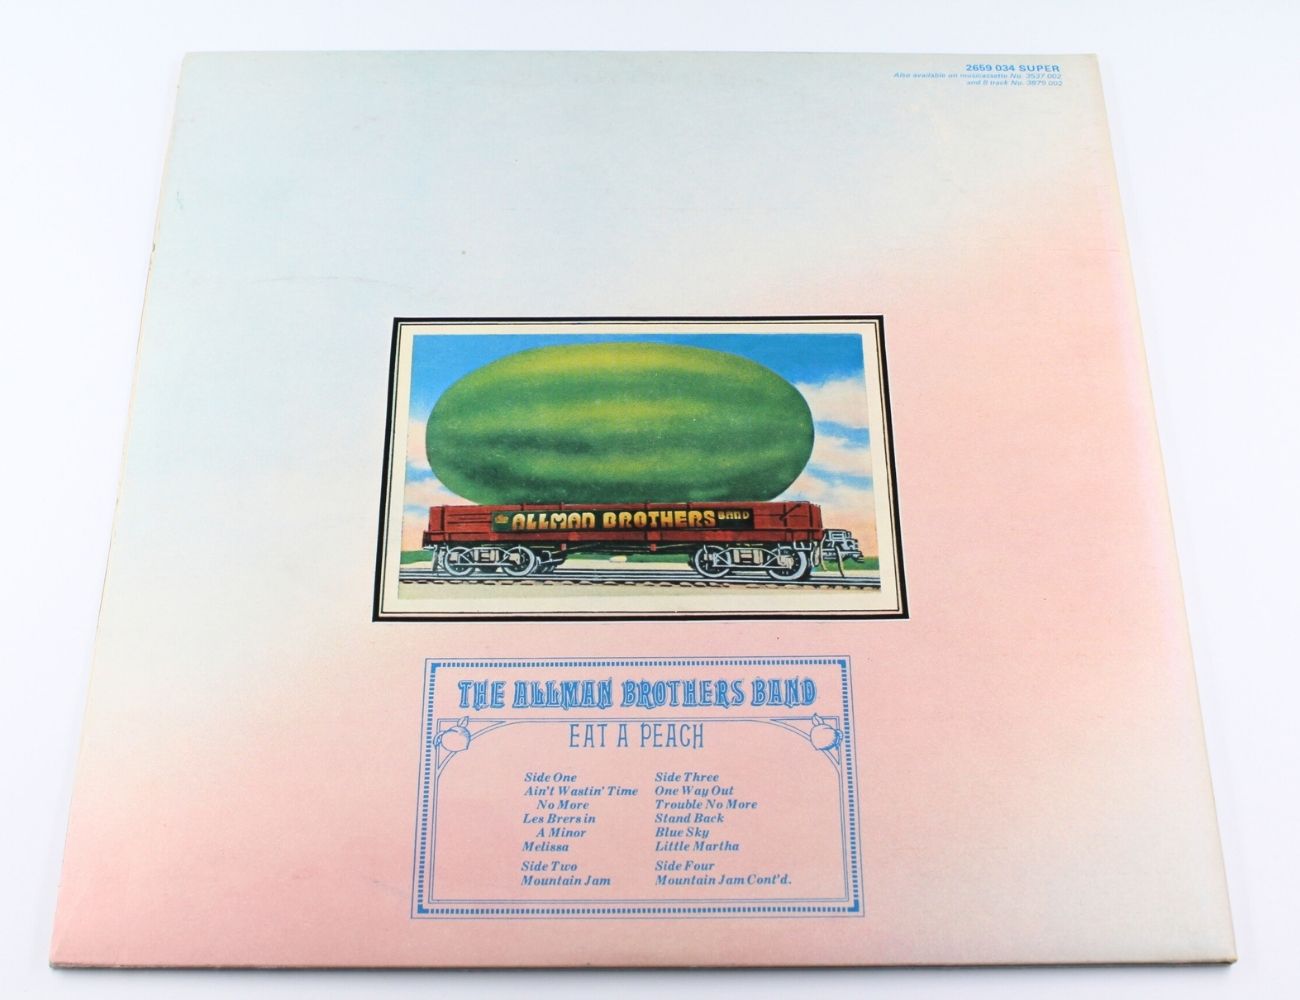 2659 034 SUPER
Also available on musicassette No. 3537 002
and 8 track No. 3879 002
ALLMAN BROTHERS BAND
THE ALLMAN BROTHERS BAND
EAT A PEACH
Side One
Ain't Wastin' Time
No More
Les Brers in
A Minor
Melissa
Side Two
Mountain Jam
Side Three
One Way Out
Trouble No More
Stand Back
Blue Sky
Little Martha
Side Four
Mountain Jam Cont'd.